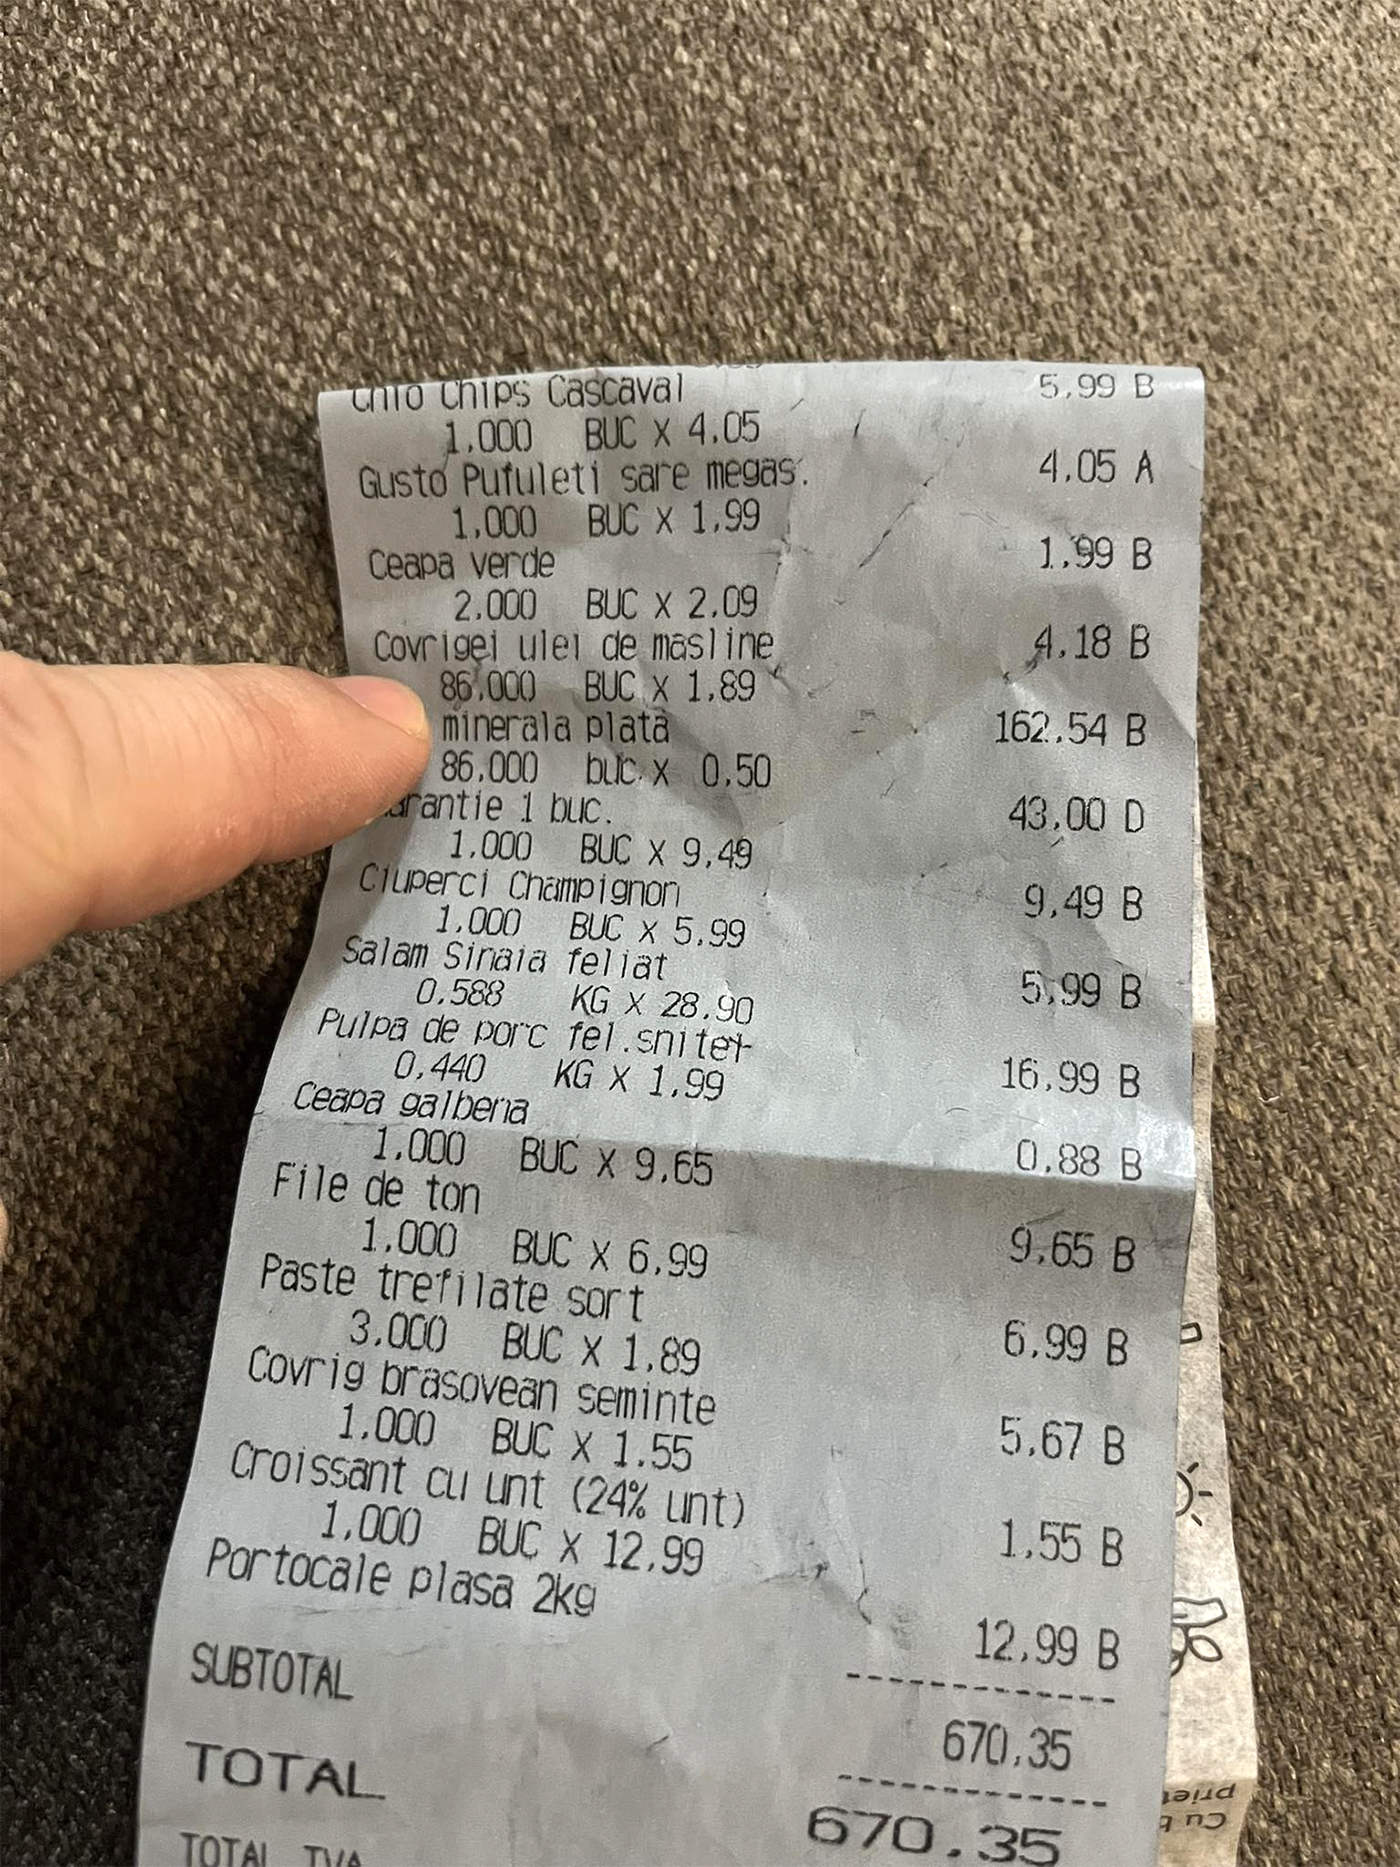 Chio Chips Cascaval 5,99 B
1,000 BUC X 4,05
Gusto Pufuleti sare megas. 4,05 A
1,000 BUC X 1,99
Ceapa verde 1,99 B
2,000 BUC X 2,09
Covrigei ulei de masline 4,18 B
86,000 BUC X 1,89
minerala plata 162,54 B
86,000 buc. x 0,50
arantie 1 buc. 43,00 D
1,000 BUC X 9,49
Ciuperci Champignon 9,49 B
1,000 BUC X 5,99
Salam Sinaia feliat 5,99 B
0,588 KG X 28,90
Pulpa de porc fel.snitel 16,99 B
0,440 KG X 1,99
Ceapa galbena 0,88 B
1,000 BUC X 9,65
File de ton 9,65 B
1,000 BUC X 6,99
Paste trefilate sort 6,99 B
3,000 BUC X 1,89
Covrig brasovean seminte 5,67 B
1,000 BUC X 1,55
Croissant cu unt (24% unt) 1,55 B
1,000 BUC X 12,99
Portocale plasa 2kg 12,99 B
SUBTOTAL 670,35
TOTAL 670,35
TOTAL TVA
Cu